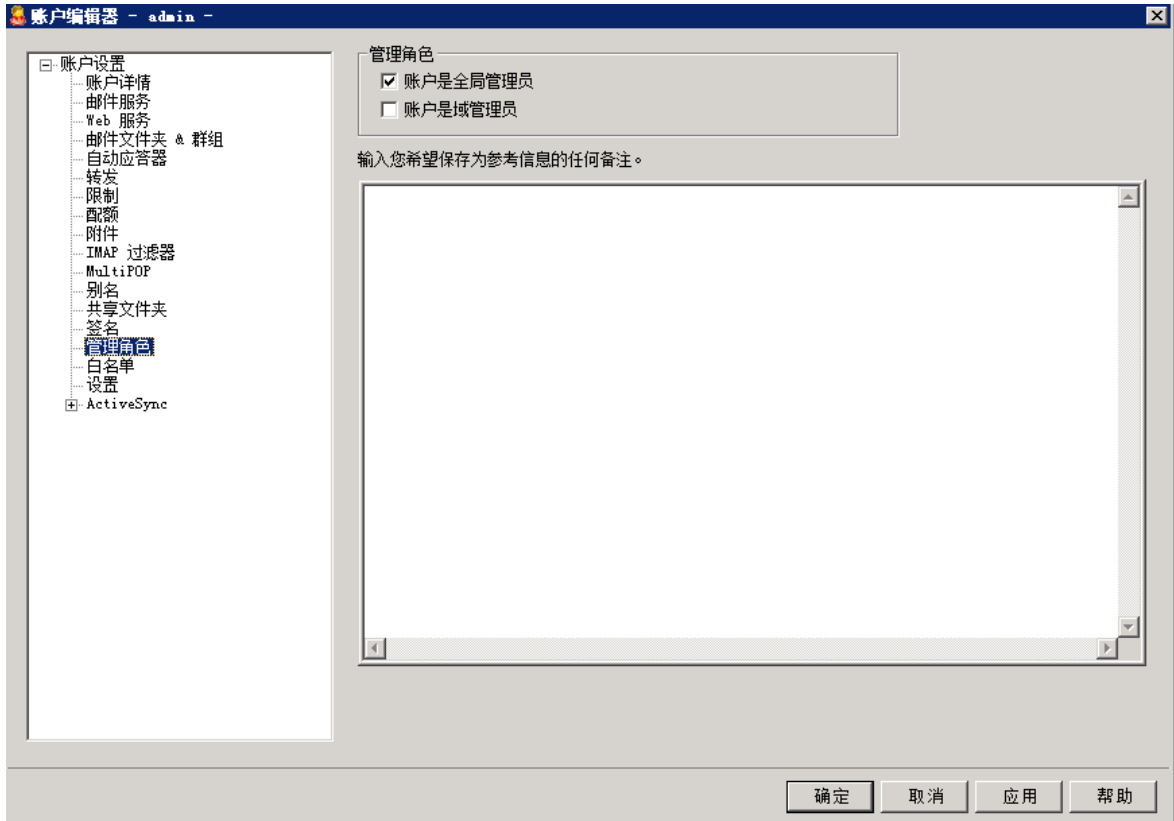 账户编辑器 - admin -
账户设置
账户详情
邮件服务
Web 服务
邮件文件夹 & 群组
自动应答器
转发
限制
配额
附件
IMAP 过滤器
MultiPOP
别名
共享文件夹
签名
管理角色
白名单
设置
ActiveSync
管理角色
账户是全局管理员
账户是域管理员
输入您希望保存为参考信息的任何备注。
确定
取消
应用
帮助